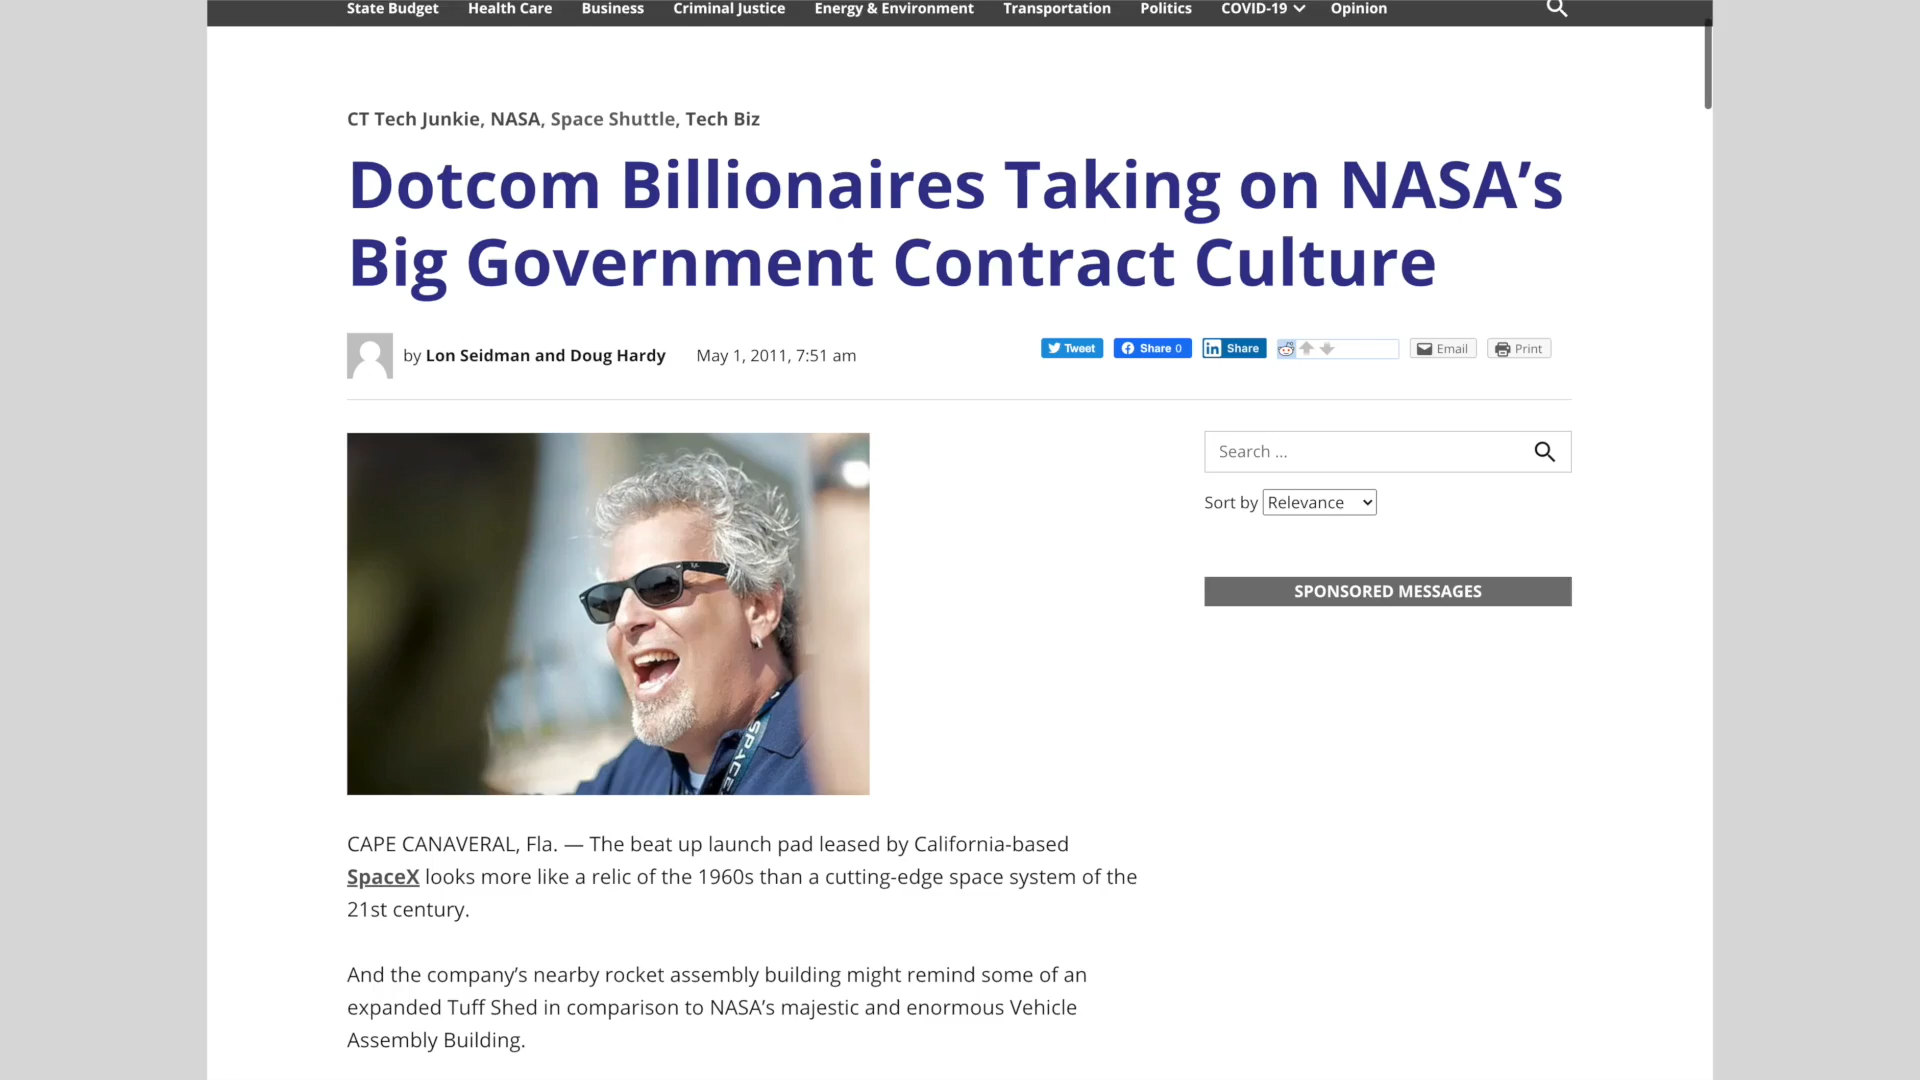 State Budget Health Care Business Criminal Justice Energy & Environment Transportation Politics COVID-19 Opinion
CT Tech Junkie, NASA, Space Shuttle, Tech Biz
Dotcom Billionaires Taking on NASA’s
Big Government Contract Culture
by Lon Seidman and Doug Hardy May 1, 2011, 7:51 am
Tweet Share 0 in Share Email Print
Search ...
Sort by Relevance
SPONSORED MESSAGES
Ray-Ban
SPACE
CAPE CANAVERAL, Fla. — The beat up launch pad leased by California-based
SpaceX looks more like a relic of the 1960s than a cutting-edge space system of the
21st century.
And the company’s nearby rocket assembly building might remind some of an
expanded Tuff Shed in comparison to NASA’s majestic and enormous Vehicle
Assembly Building.